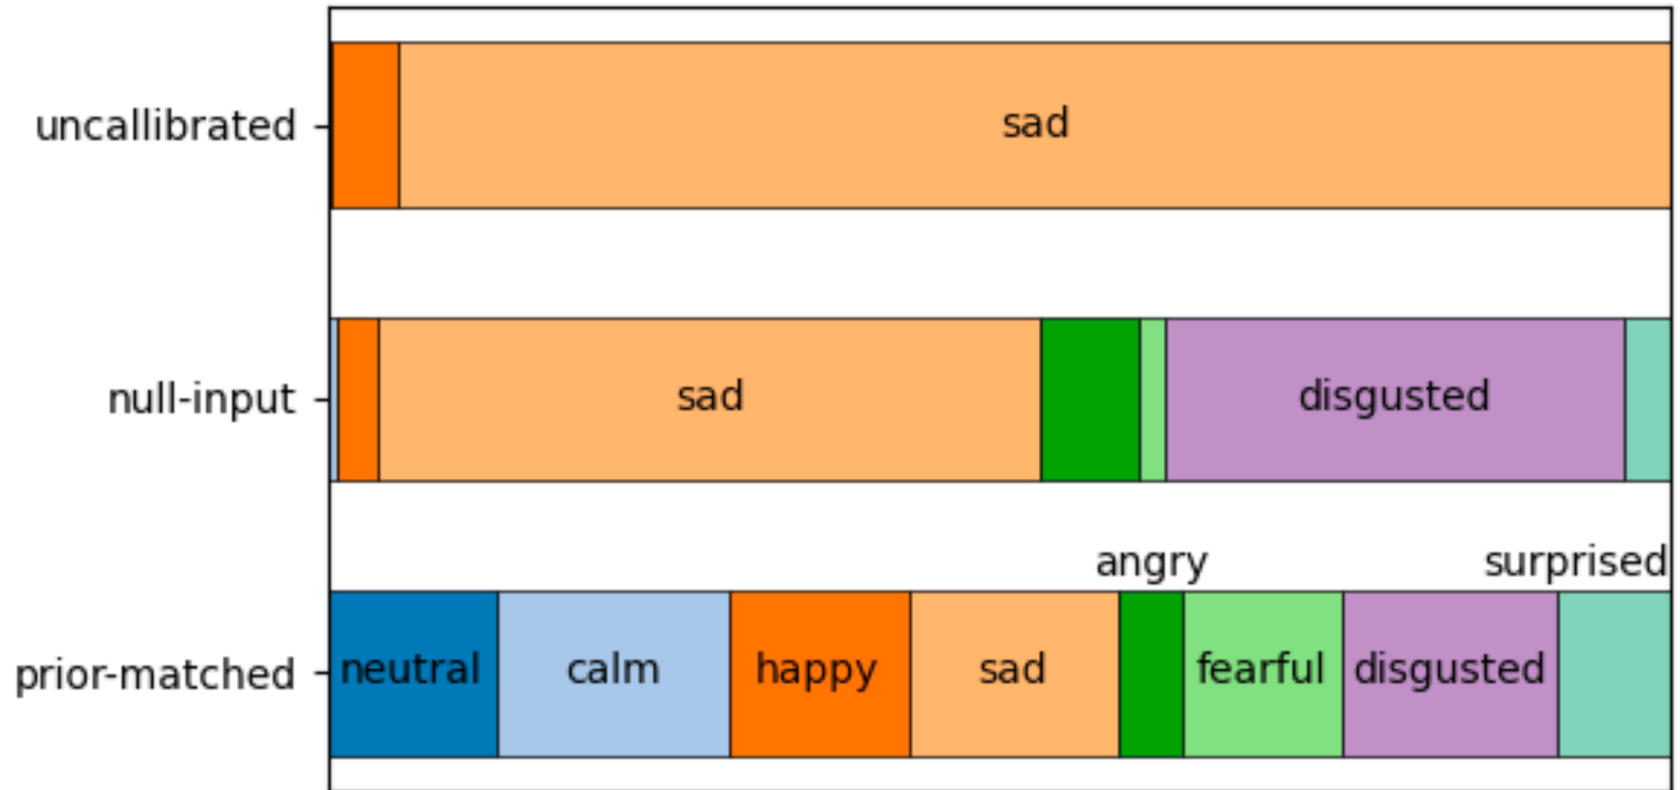 uncallibrated
sad
null-input
sad
disgusted
angry
surprised
prior-matched
neutral
calm
happy
sad
fearful
disgusted